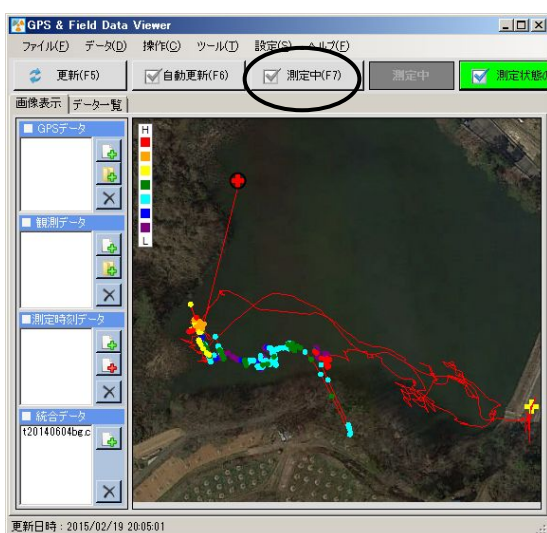 GPS & Field Data Viewer
ファイル(F) データ(D) 操作(C) ツール(T) 設定(S) ヘルプ(F)
更新(F5) 自動更新(F6) 測定中(F7) 測定中 測定状態(
画像表示 データ一覧
GPSデータ
観測データ
測定時刻データ
統合データ
t20140604bg.c
H
L
更新日時 : 2015/02/19 20:05:01